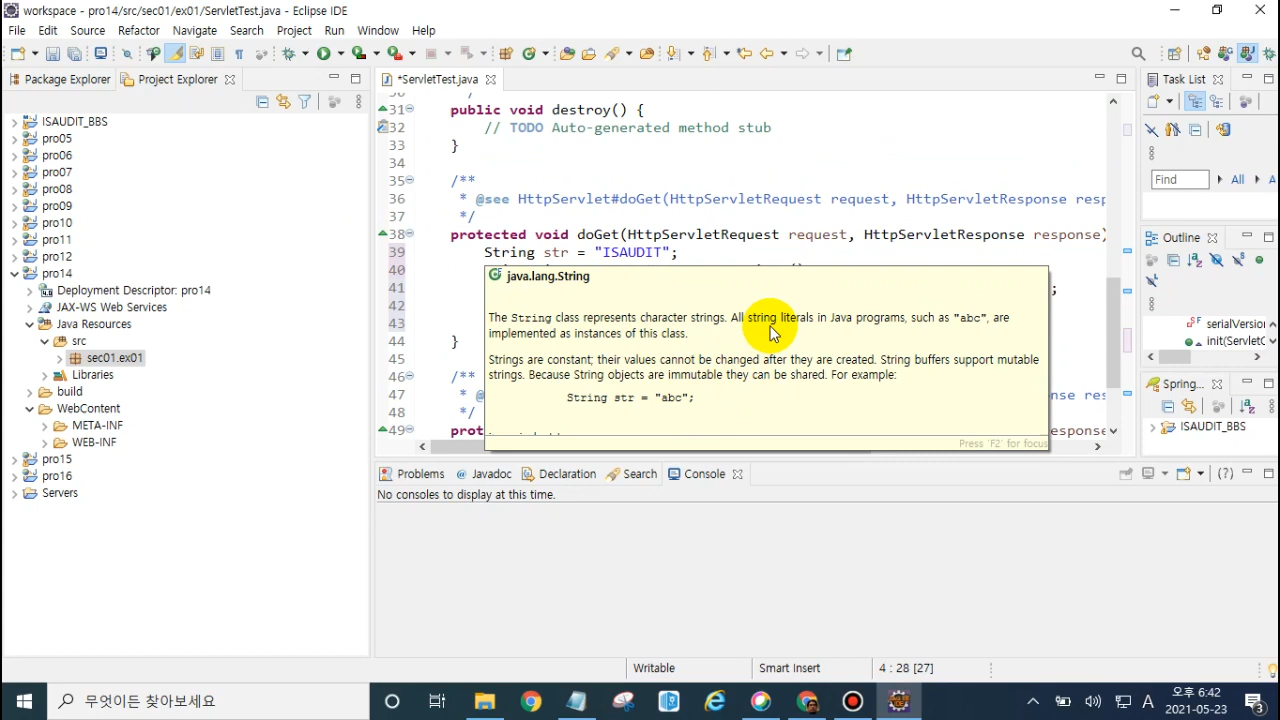 workspace - pro14/src/sec01/ex01/ServletTest.java - Eclipse IDE
File Edit Source Refactor Navigate Search Project Run Window Help
Package Explorer Project Explorer
*ServletTest.java
Task List
ISAUDIT_BBS
pro05
pro06
pro07
pro08
pro09
pro10
pro11
pro12
pro14
Deployment Descriptor: pro14
JAX-WS Web Services
Java Resources
src
sec01.ex01
Libraries
build
WebContent
META-INF
WEB-INF
pro15
pro16
Servers
30 */
31 public void destroy() {
32 // TODO Auto-generated method stub
33 }
34
35 /**
36 * @see HttpServlet#doGet(HttpServletRequest request, HttpServletResponse resp
37 */
38 protected void doGet(HttpServletRequest request, HttpServletResponse response)
39 String str = "ISAUDIT";
40
41 ;
42
43
44 }
45
46 /**
47
48 */
49 prot
java.lang.String
The String class represents character strings. All string literals in Java programs, such as "abc", are
implemented as instances of this class.
Strings are constant; their values cannot be changed after they are created. String buffers support mutable
strings. Because String objects are immutable they can be shared. For example:
String str = "abc";
Press 'F2' for focus
Find All A
Outline
serialVersion
init(ServletC
Spring...
ISAUDIT_BBS
Problems Javadoc Declaration Search Console
No consoles to display at this time.
Writable Smart Insert 4 : 28 [27]
무엇이든 찾아보세요
A
오후 6:42
2021-05-23
3